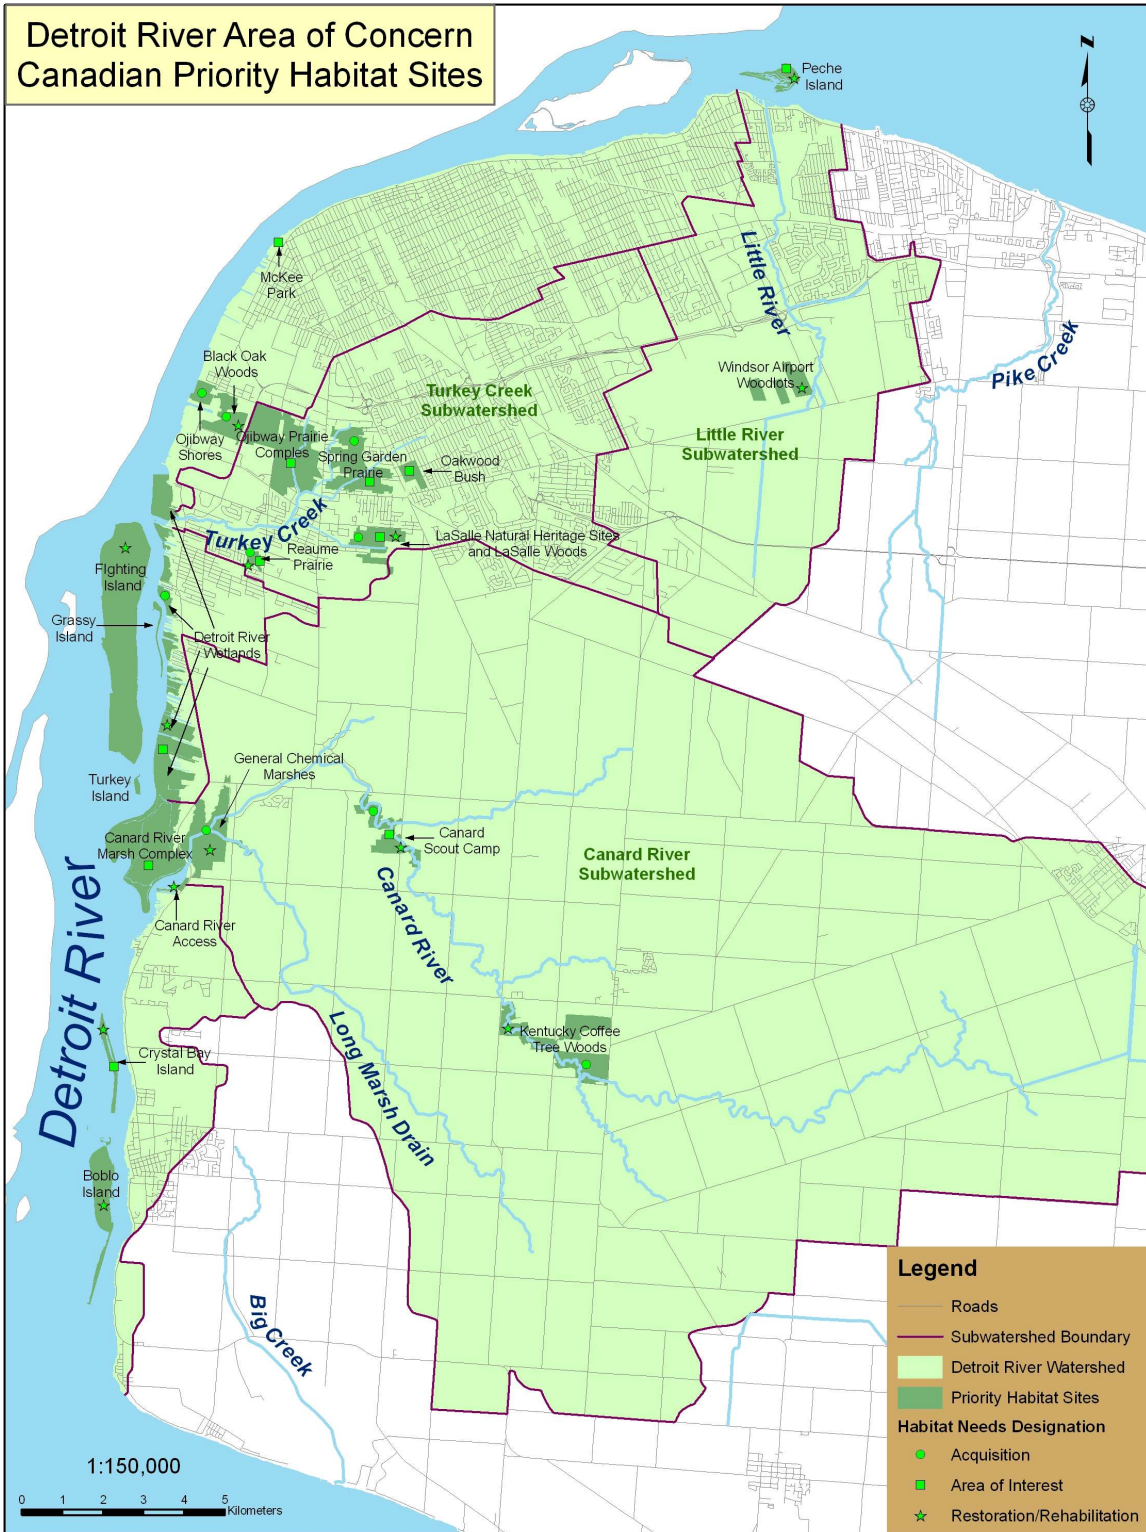 Detroit River Area of Concern
Canadian Priority Habitat Sites
Peche
Island
N
McKee
Park
Little River
Pike Creek
Black Oak
Woods
Windsor Airport
Woodlots
Turkey Creek
Subwatershed
Little River
Subwatershed
Ojibway
Shores
Ojibway Prairie
Comples
Spring Garden
Prairie
Oakwood
Bush
Turkey Creek
LaSalle Natural Heritage Sites
and LaSalle Woods
Reaume
Prairie
FIghting
Island
Grassy
Island
Detroit River
Wetlands
General Chemical
Marshes
Turkey
Island
Canard River
Marsh Complex
Canard
Scout Camp
Canard River
Subwatershed
Canard River
Canard River
Access
Detroit River
Long Marsh Drain
Kentucky Coffee
Tree Woods
Crystal Bay
Island
Boblo
Island
Big Creek
Legend
Roads
Subwatershed Boundary
Detroit River Watershed
Priority Habitat Sites
Habitat Needs Designation
Acquisition
Area of Interest
Restoration/Rehabilitation
1:150,000
0 1 2 3 4 5
Kilometers